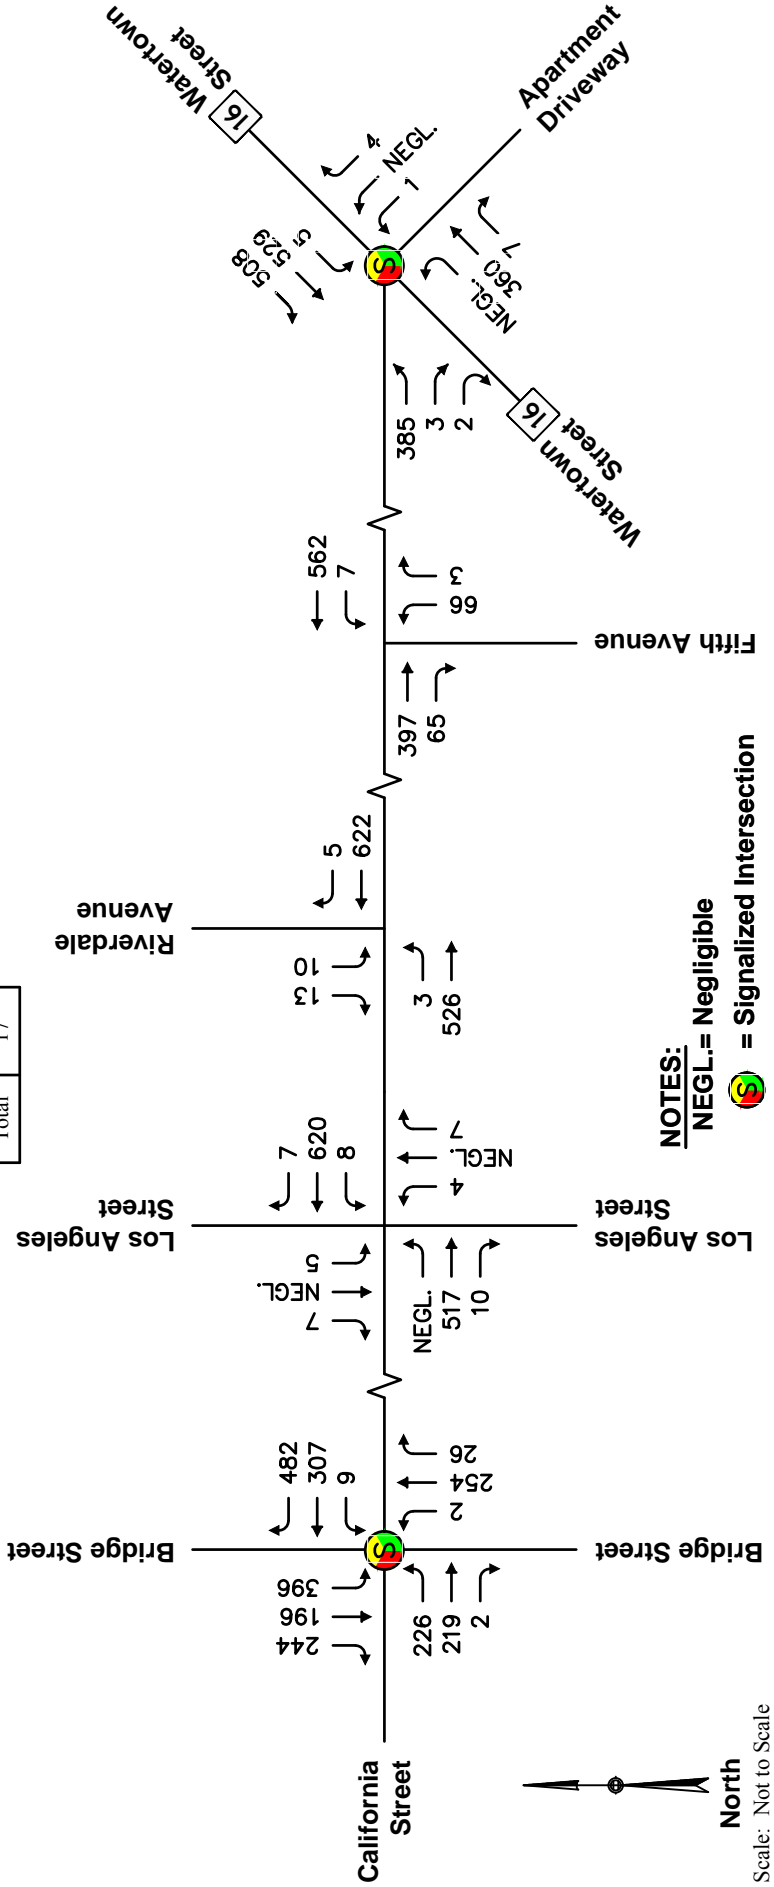 Total 17
Bridge Street
482
307
9
396
196
244
226
219
2
26
254
2
Bridge Street
California
Street
Los Angeles
Street
7
620
8
5
NEGL.
7
NEGL.
517
10
7
NEGL.
4
Los Angeles
Street
Riverdale
Avenue
5
622
10
13
3
526
562
7
397
65
3
66
Fifth Avenue
16
Watertown
Street
508
529
5
4
NEGL.
1
S
385
3
2
NEGL.
360
7
Apartment
Driveway
16
Watertown
Street
S
NOTES:
NEGL.= Negligible
S = Signalized Intersection
North
Scale: Not to Scale